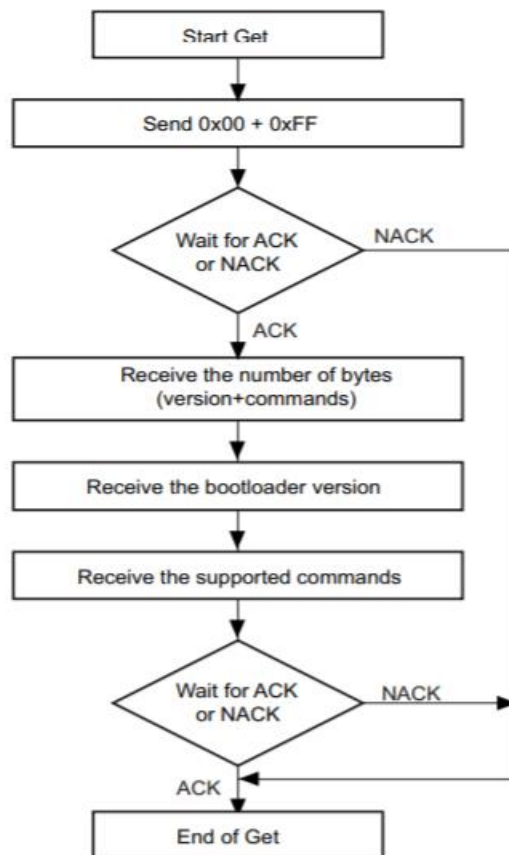 Start Get
Send 0x00 + 0xFF
Wait for ACK
or NACK
NACK
ACK
Receive the number of bytes
(version+commands)
Receive the bootloader version
Receive the supported commands
Wait for ACK
or NACK
NACK
ACK
End of Get